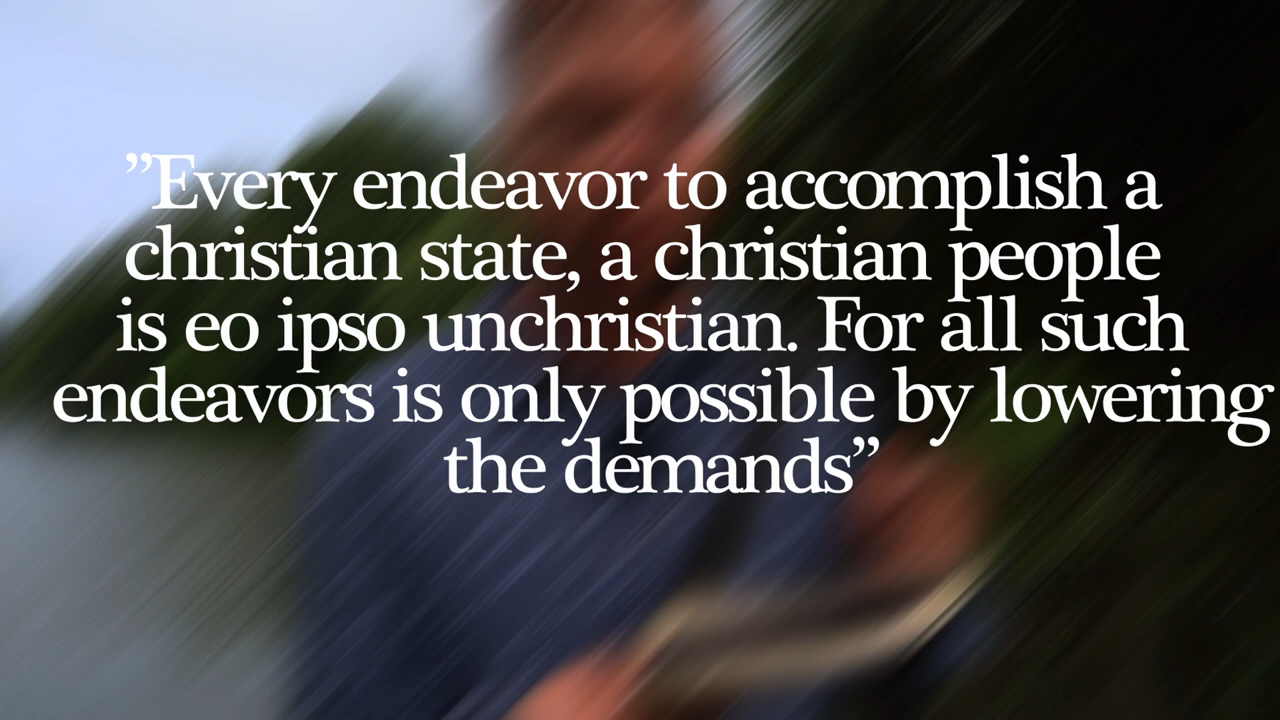 ”Every endeavor to accomplish a
christian state, a christian people
is eo ipso unchristian. For all such
endeavors is only possible by lowering
the demands”